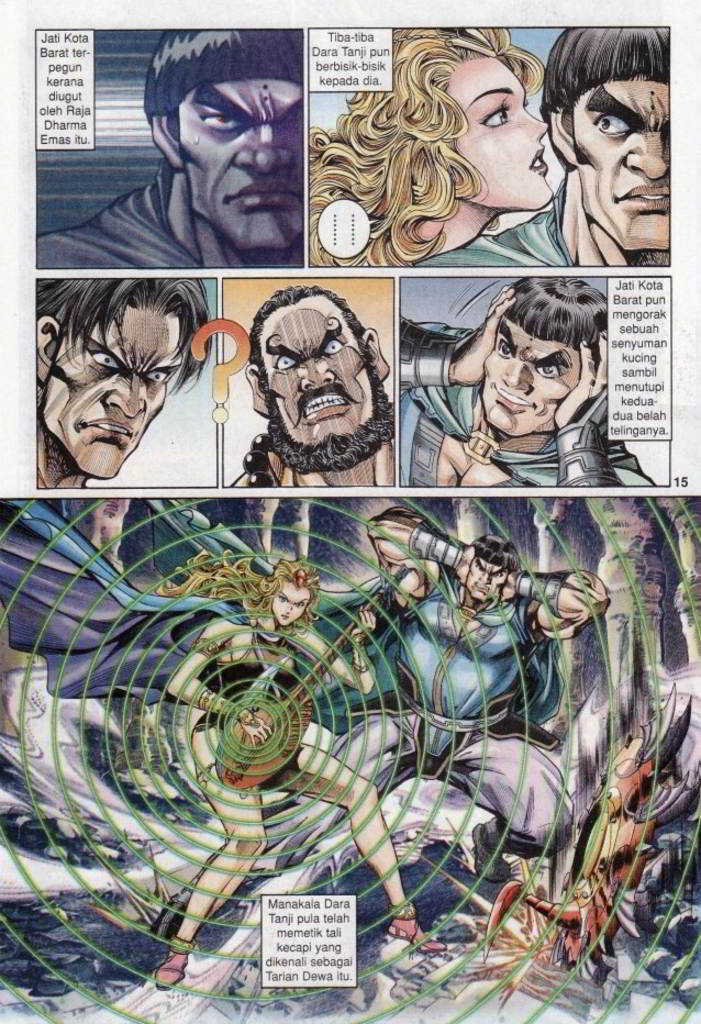 Jati Kota
Barat ter-
pegun
kerana
diugut
oleh Raja
Dharma
Emas itu.
Tiba-tiba
Dara Tanji pun
berbisik-bisik
kepada dia.
?
Jati Kota
Barat pun
mengorak
sebuah
senyuman
kucing
sambil
menutupi
kedua-
dua belah
telinganya.
15
Manakala Dara
Tanji pula telah
memetik tali
kecapi yang
dikenali sebagai
Tarian Dewa itu.